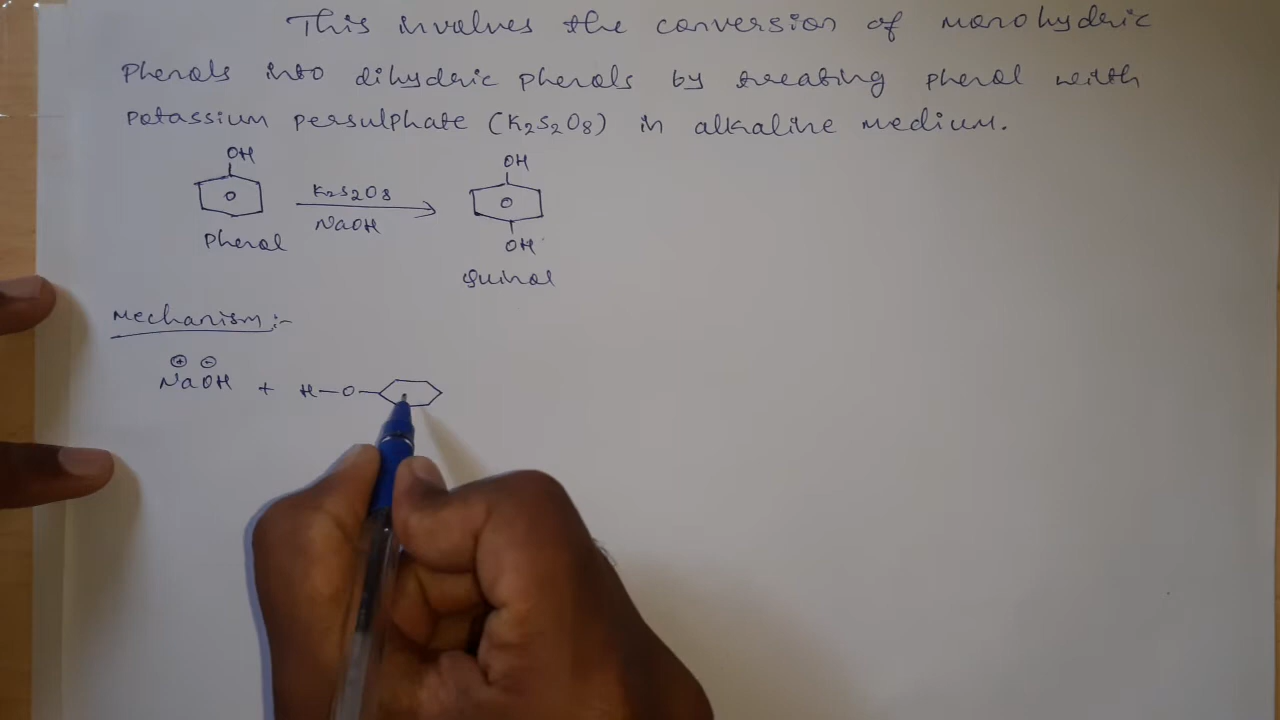 This involves the conversion of monohydric
Phenols into dihydric phenols by treating phenol with
potassium persulphate (K2S2O8) in alkaline medium.
OH
OH
K2S2O8
NaOH
Phenol
OH
Quinol
Mechanism:-
+ -
NaOH + H-O-